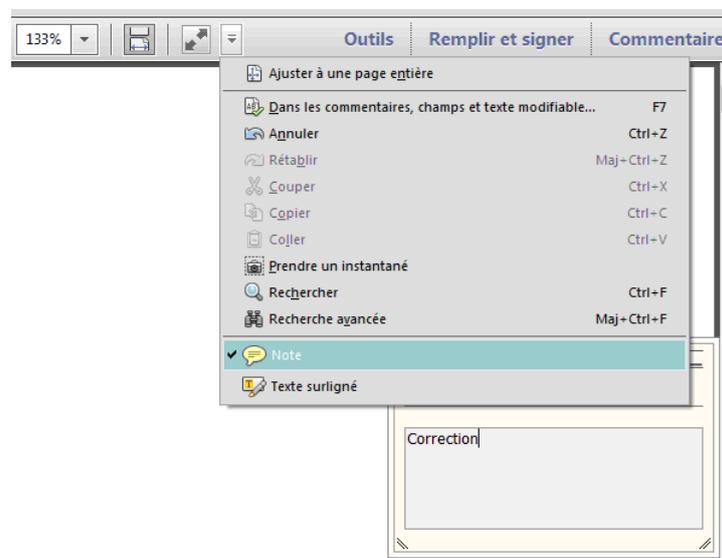 133%
Outils
Remplir et signer
Commentaire
Ajuster à une page entière
Dans les commentaires, champs et texte modifiable... F7
Annuler Ctrl+Z
Rétablir Maj+Ctrl+Z
Couper Ctrl+X
Copier Ctrl+C
Coller Ctrl+V
Prendre un instantané
Rechercher Ctrl+F
Recherche avancée Maj+Ctrl+F
Note
Texte surligné
Correction